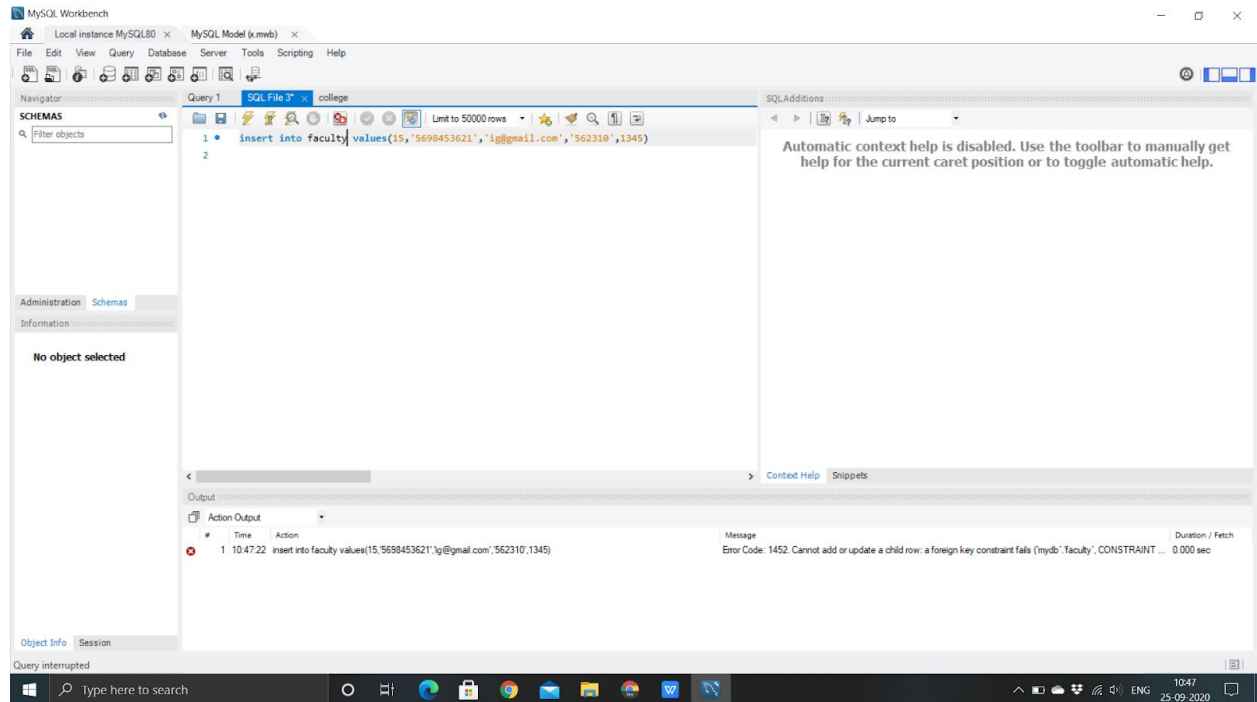 MySQL Workbench
Local instance MySQL80 × MySQL Model (x.mwb) ×
File Edit View Query Database Server Tools Scripting Help
Navigator
SCHEMAS
Filter objects
Administration Schemas
Information
No object selected
Object Info Session
Query 1 SQL File 3* × college
Limit to 50000 rows
1 insert into faculty values(15,'5698453621','ig@gmail.com','562310',1345)
2
SQLAdditions
Jump to
Automatic context help is disabled. Use the toolbar to manually get
help for the current caret position or to toggle automatic help.
Context Help Snippets
Output
Action Output
# Time Action Message Duration / Fetch
1 10:47:22 insert into faculty values(15,'5698453621','ig@gmail.com','562310',1345) Error Code: 1452. Cannot add or update a child row: a foreign key constraint fails (`mydb`.`faculty`, CONSTRAINT ... 0.000 sec
Query interrupted
Type here to search
ENG
10:47
25-09-2020